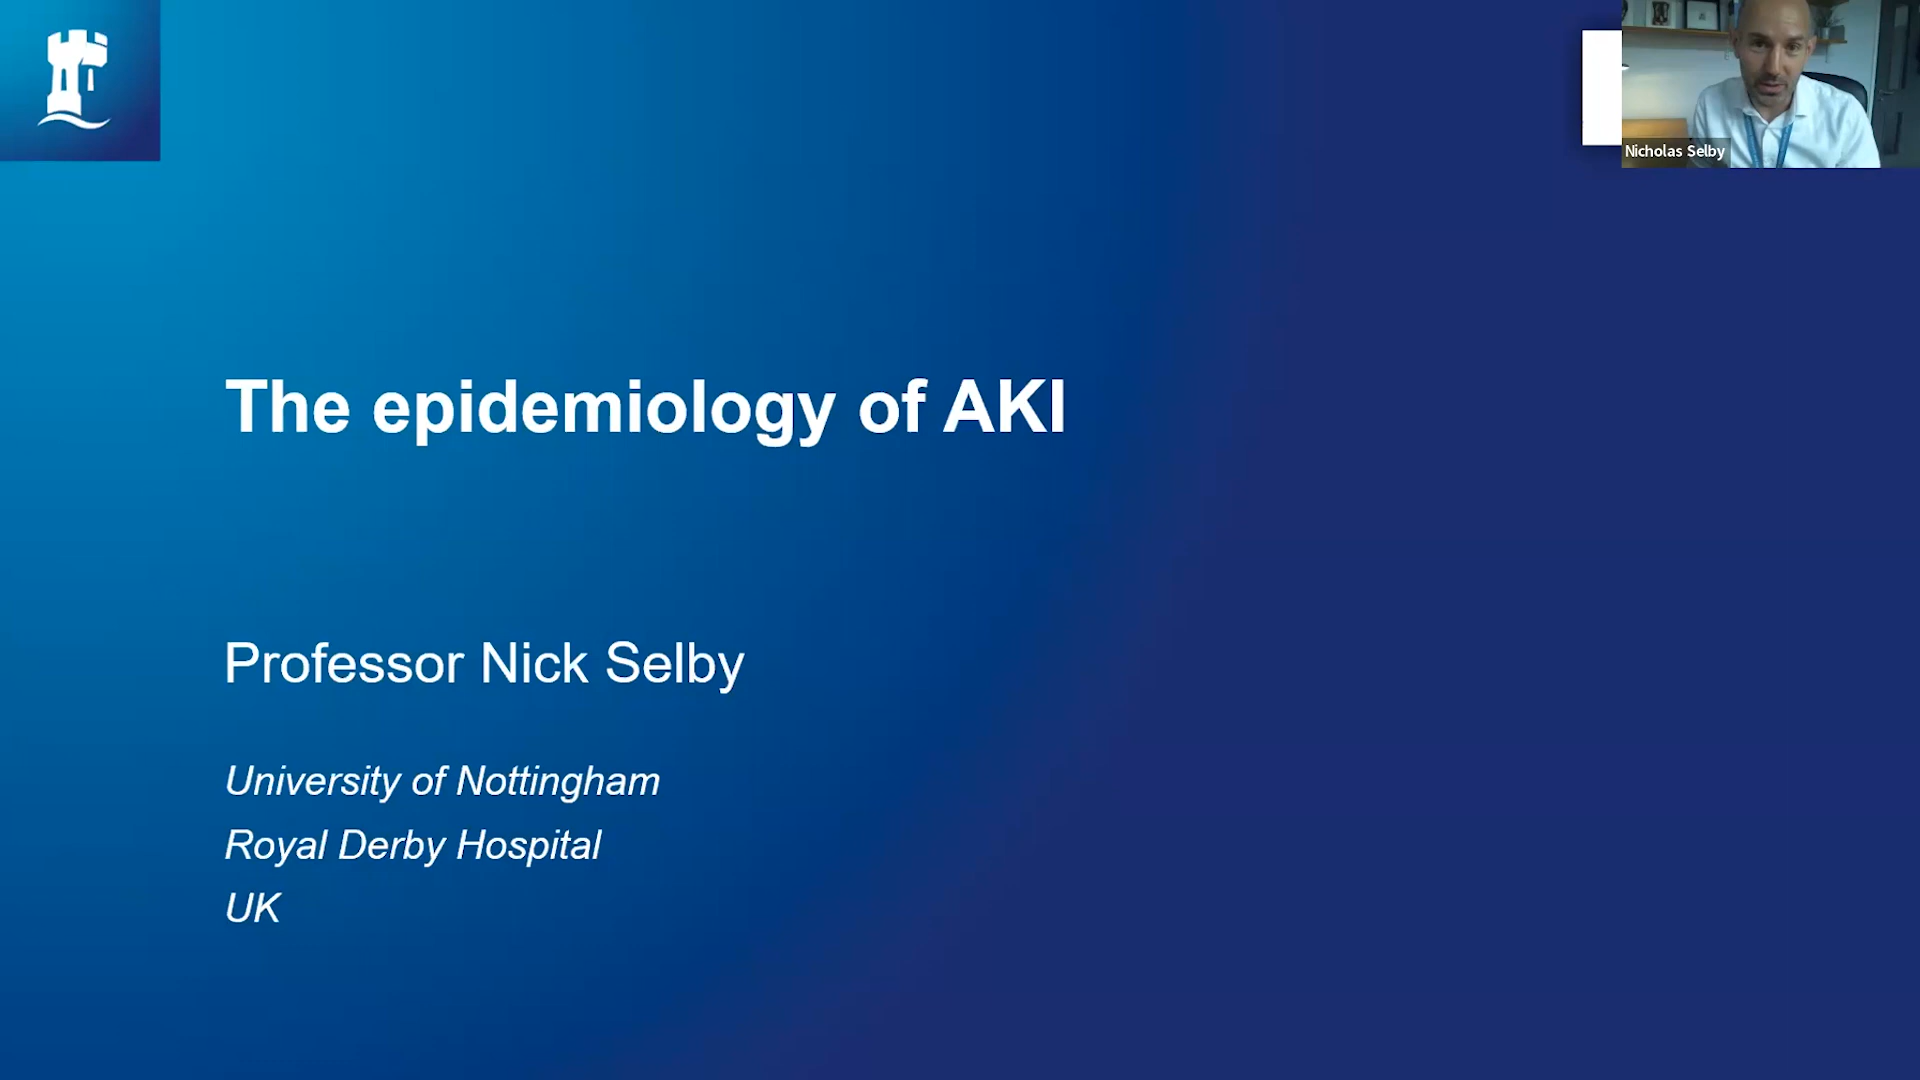 Nicholas Selby
The epidemiology of AKI
Professor Nick Selby
University of Nottingham
Royal Derby Hospital
UK